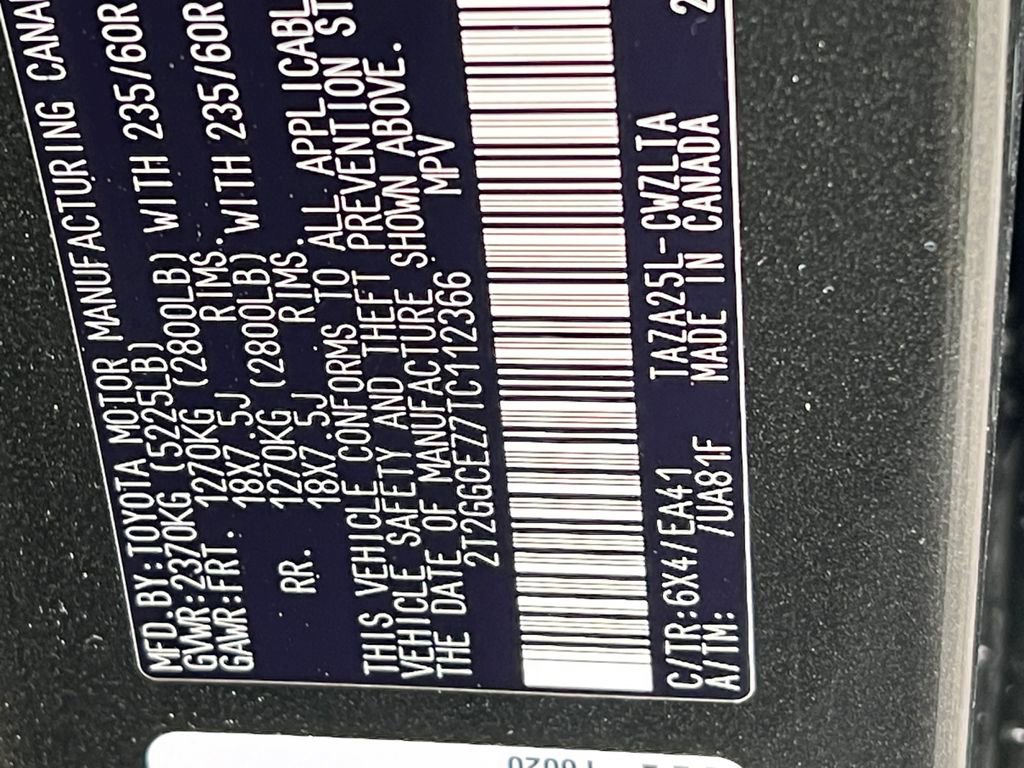 MFD.BY:TOYOTA MOTOR MANUFACTURING CANA
GVWR:2370KG (5225LB)
GAWR:FRT. 1270KG (2800LB) WITH 235/60R
18X7.5J RIMS.
RR. 1270KG (2800LB) WITH 235/60R
18X7.5J RIMS.
THIS VEHICLE CONFORMS TO ALL APPLICABL
VEHICLE SAFETY AND THEFT PREVENTION ST
THE DATE OF MANUFACTURE SHOWN ABOVE.
2T2GGCEZ7TC112366 MPV
C/TR:6X4/EA41 TAZA25L-CWZLTA
A/TM: /UA81F MADE IN CANADA 2